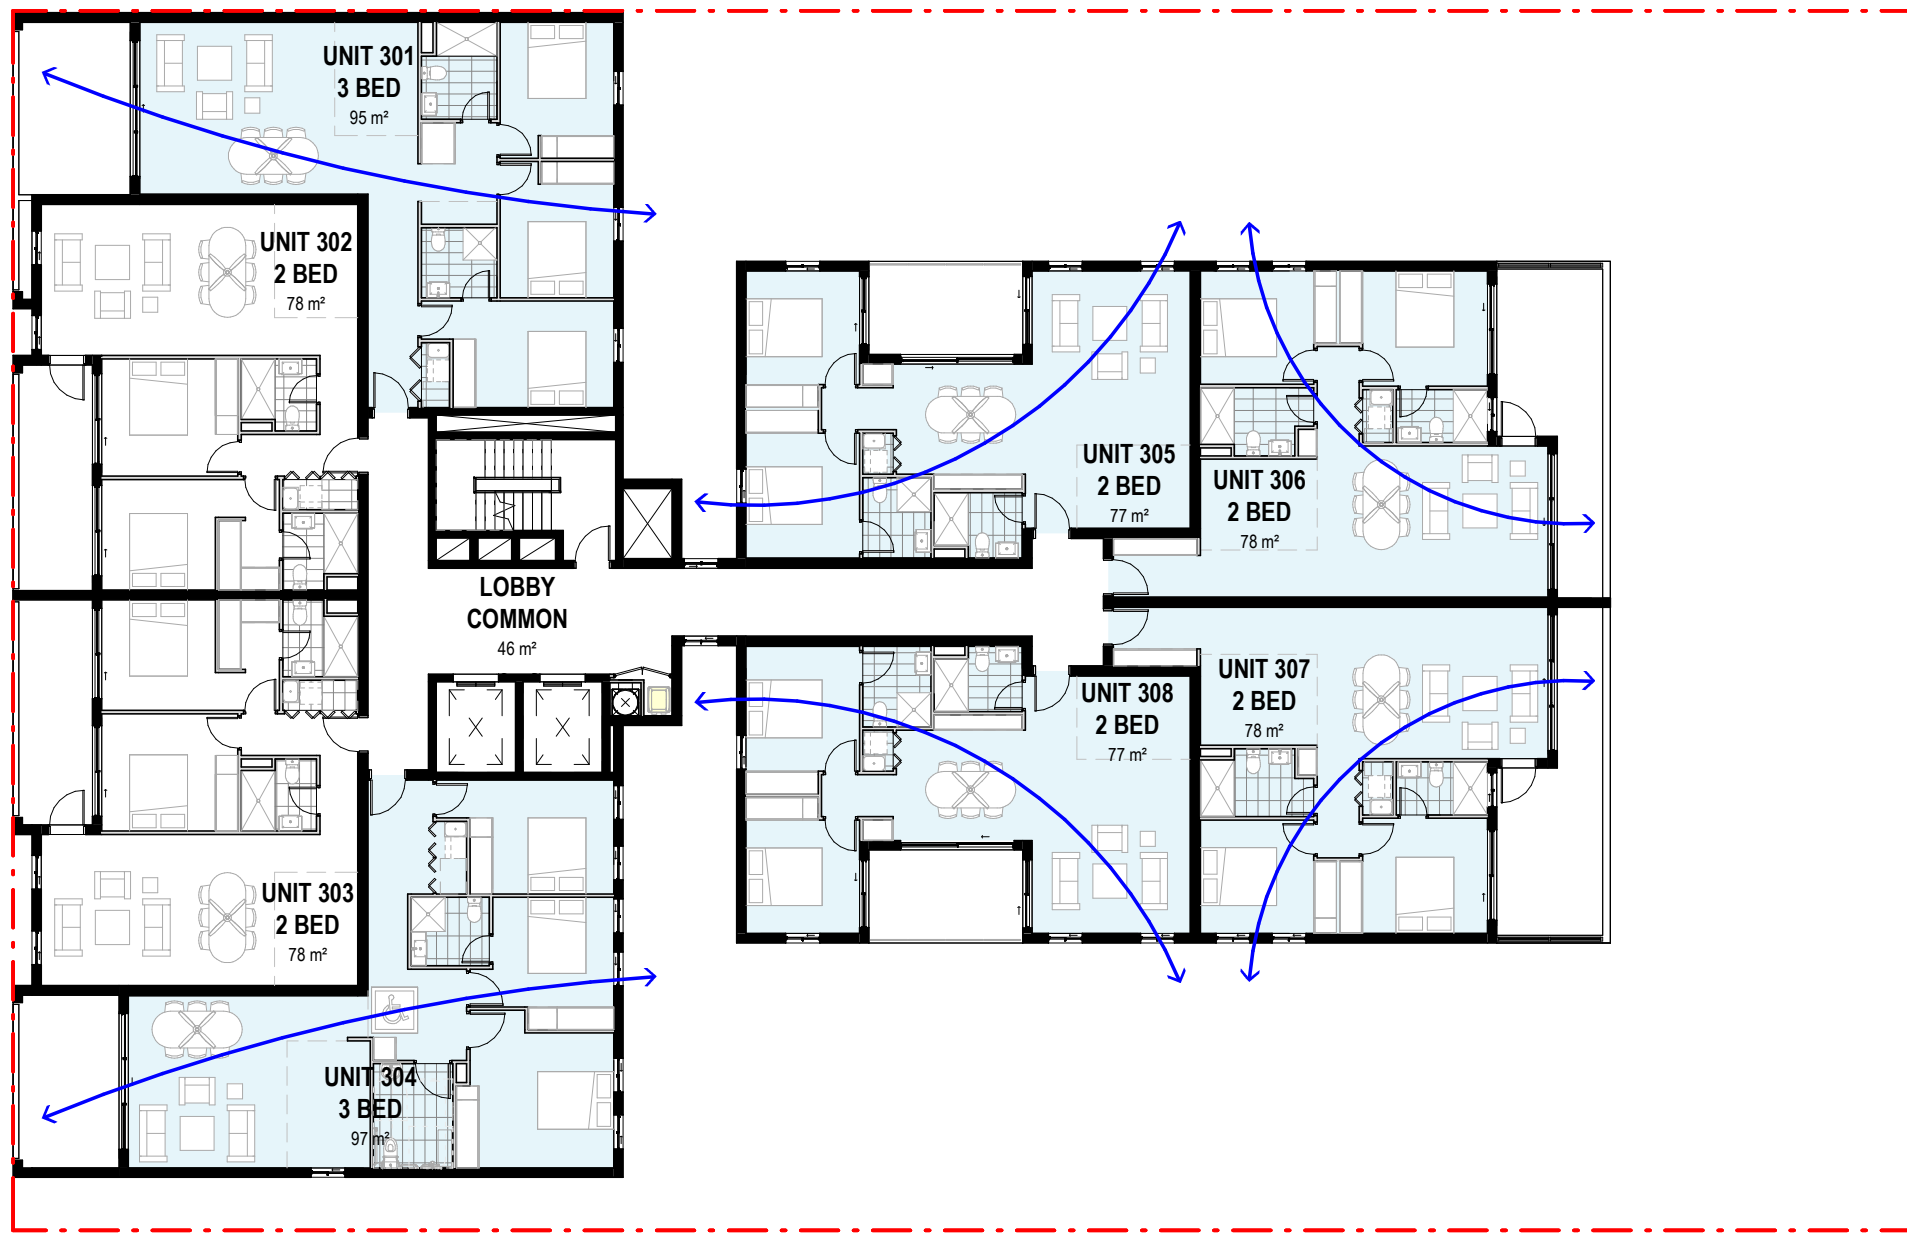 UNIT 301
3 BED
95 m²
UNIT 302
2 BED
78 m²
UNIT 305
2 BED
77 m²
UNIT 306
2 BED
78 m²
LOBBY
COMMON
46 m²
UNIT 307
2 BED
78 m²
UNIT 308
2 BED
77 m²
UNIT 303
2 BED
78 m²
UNIT 304
3 BED
97 m²